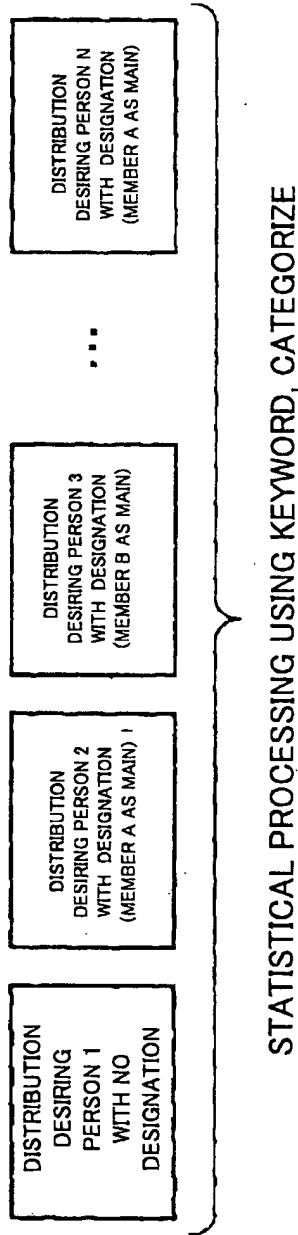 DISTRIBUTION
DESIRING
PERSON 1
WITH NO
DESIGNATION
DISTRIBUTION
DESIRING PERSON 2
WITH DESIGNATION
(MEMBER A AS MAIN)
DISTRIBUTION
DESIRING PERSON 3
WITH DESIGNATION
(MEMBER B AS MAIN)
...
DISTRIBUTION
DESIRING PERSON N
WITH DESIGNATION
(MEMBER A AS MAIN)
STATISTICAL PROCESSING USING KEYWORD, CATEGORIZE